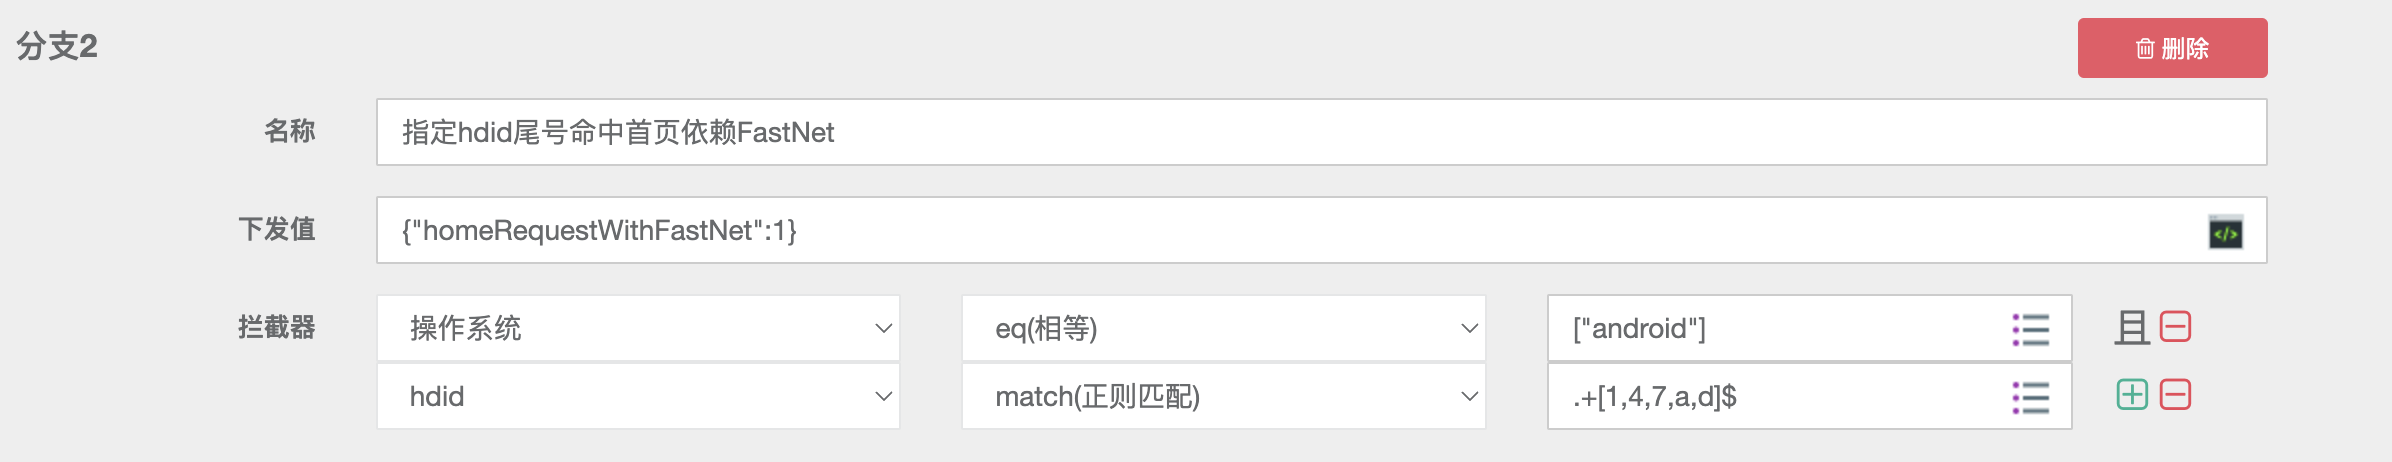 分支2
删除
名称
指定hdid尾号命中首页依赖FastNet
下发值
{"homeRequestWithFastNet":1}
</>
拦截器
操作系统
eq(相等)
["android"]
且
hdid
match(正则匹配)
.+[1,4,7,a,d]$